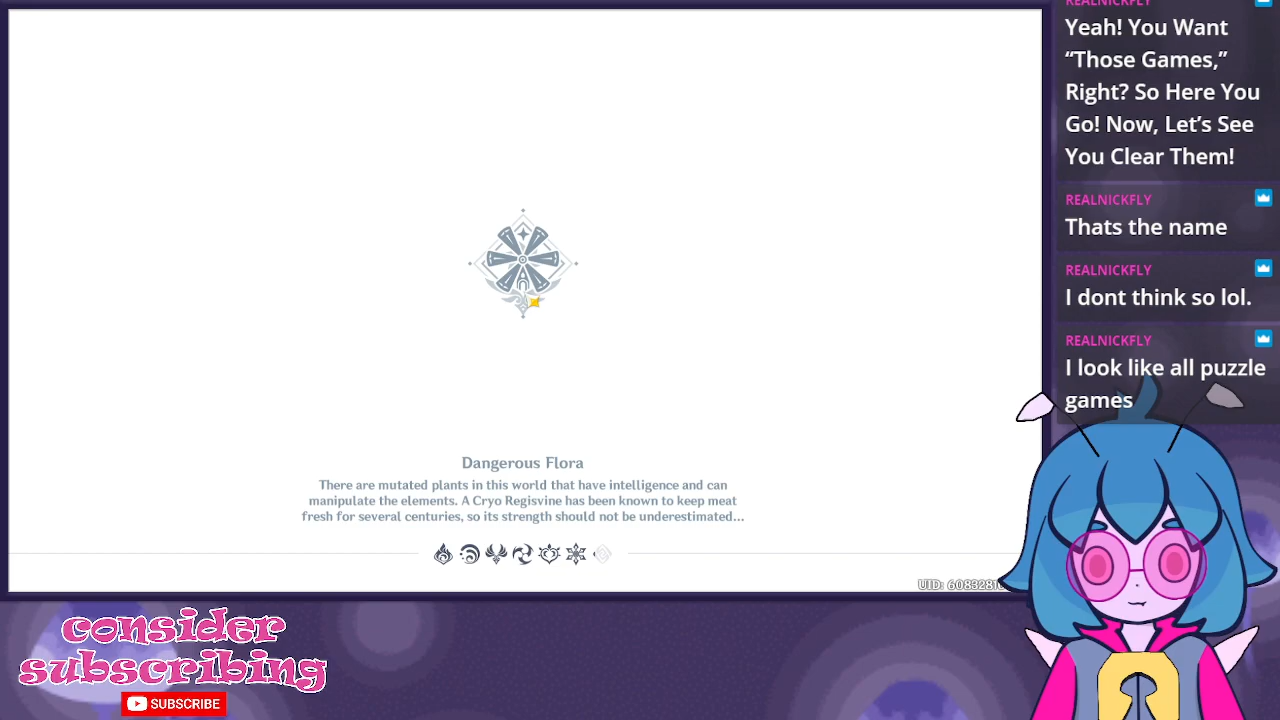 REALNICKFLY
Yeah! You Want
“Those Games,”
Right? So Here You
Go! Now, Let’s See
You Clear Them!
REALNICKFLY
Thats the name
REALNICKFLY
I dont think so lol.
REALNICKFLY
I look like all puzzle
games
Dangerous Flora
There are mutated plants in this world that have intelligence and can
manipulate the elements. A Cryo Regisvine has been known to keep meat
fresh for several centuries, so its strength should not be underestimated...
UID:
consider
subscribing
SUBSCRIBE